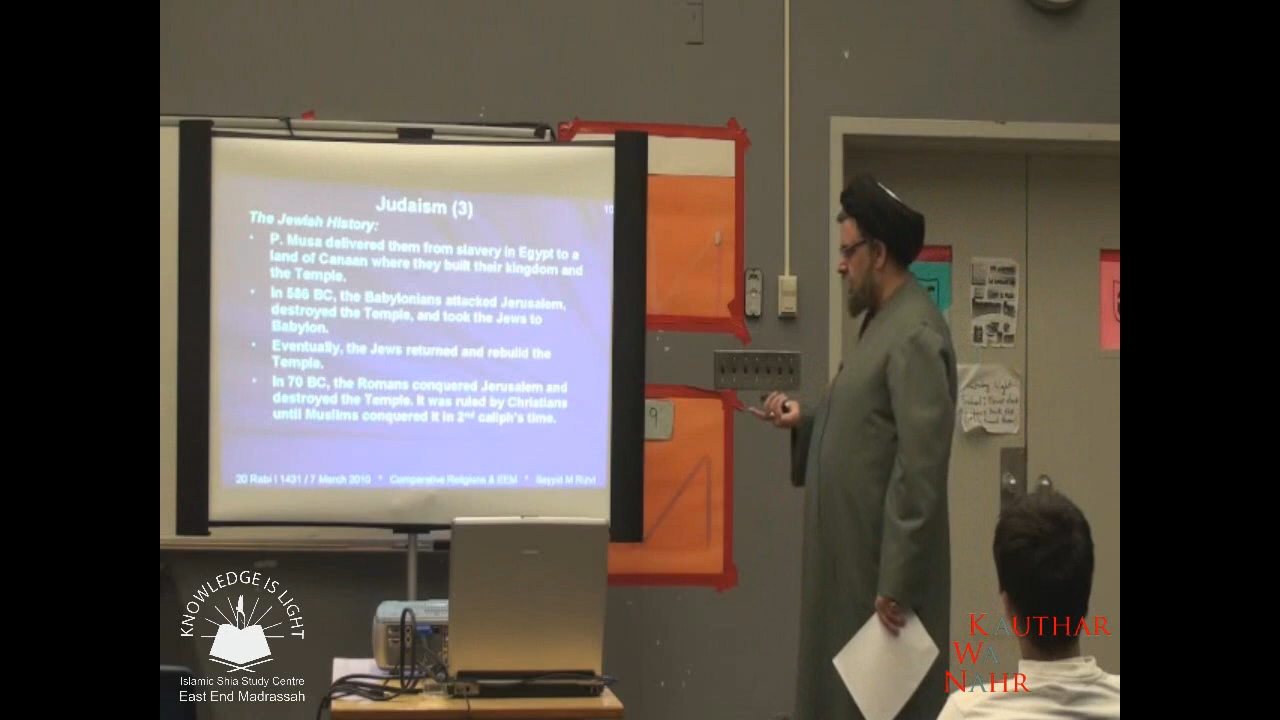 Judaism (3)
The Jewish History:
• P. Musa delivered them from slavery in Egypt to a
land of Canaan where they built their kingdom and
the Temple.
• In 586 BC, the Babylonians attacked Jerusalem,
destroyed the Temple, and took the Jews to
Babylon.
• Eventually, the Jews returned and rebuild the
Temple.
• In 70 BC, the Romans conquered Jerusalem and
destroyed the Temple. It was ruled by Christians
until Muslims conquered it in 2nd caliph's time.
20 Rabi I 1431 / 7 March 2010 * Comparative Religions & EEM * Sayyid M Rizvi
9
KNOWLEDGE IS LIGHT
Islamic Shia Study Centre
East End Madrassah
KAUTHAR
WA
NAHR